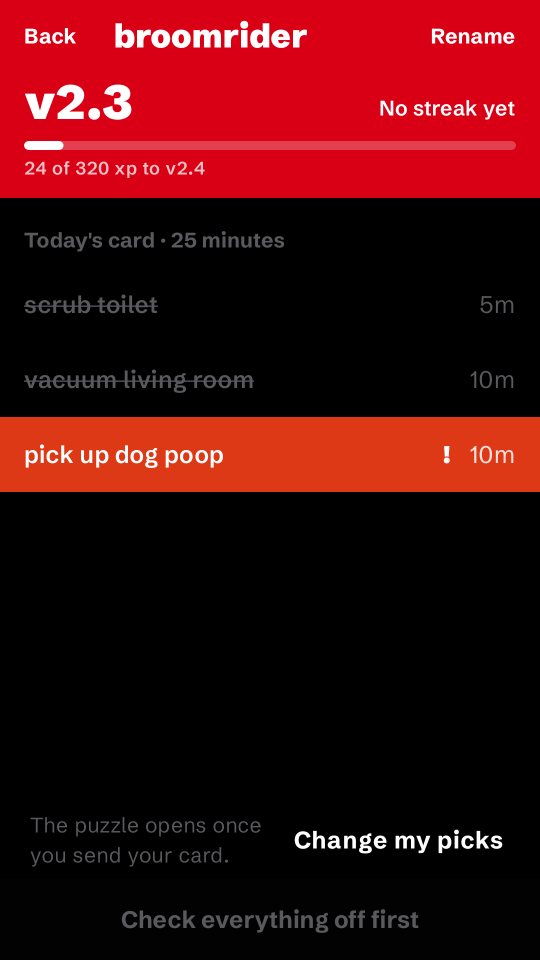 Back broomrider Rename
v2.3 No streak yet
24 of 320 xp to v2.4
Today's card · 25 minutes
scrub toilet 5m
vacuum living room 10m
pick up dog poop ! 10m
The puzzle opens once
you send your card.
Change my picks
Check everything off first